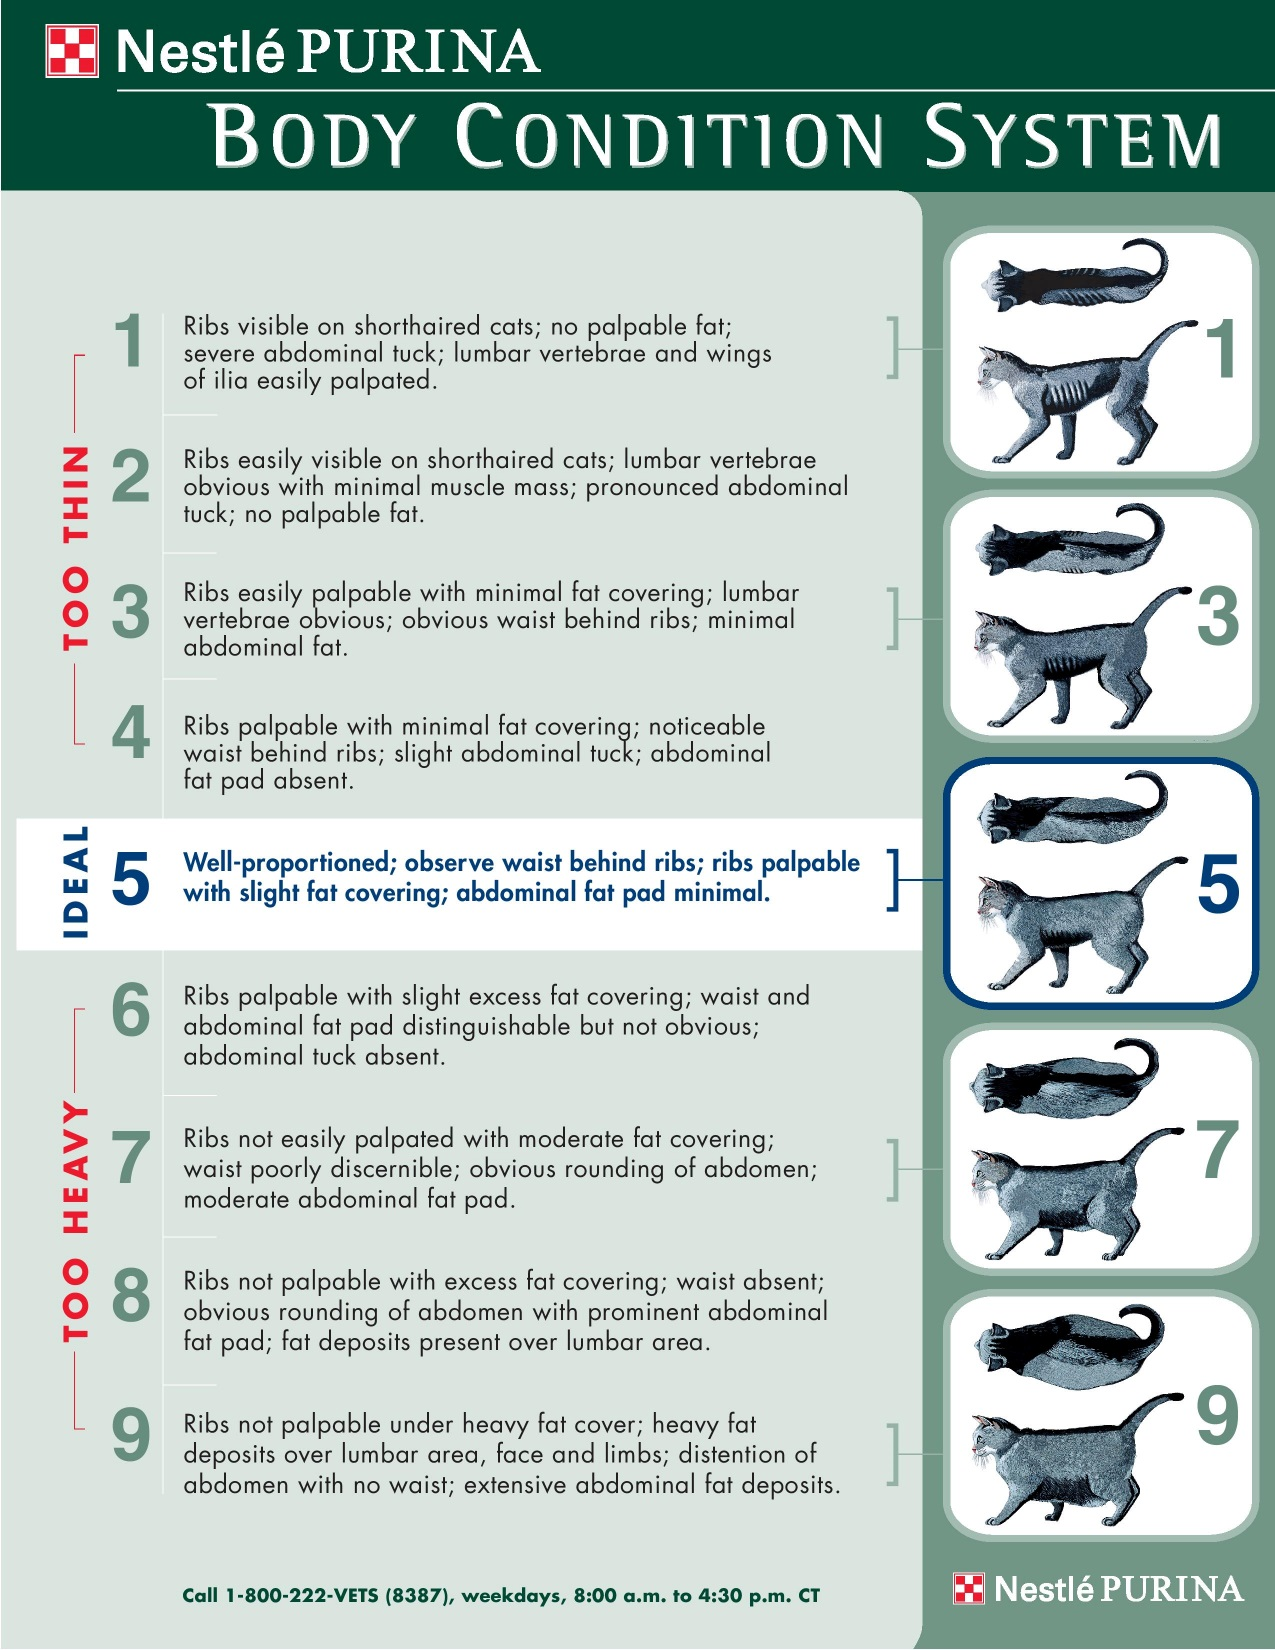 Nestlé PURINA
BODY CONDITION SYSTEM
TOO THIN
1
Ribs visible on shorthaired cats; no palpable fat;
severe abdominal tuck; lumbar vertebrae and wings
of ilia easily palpated.
2
Ribs easily visible on shorthaired cats; lumbar vertebrae
obvious with minimal muscle mass; pronounced abdominal
tuck; no palpable fat.
3
Ribs easily palpable with minimal fat covering; lumbar
vertebrae obvious; obvious waist behind ribs; minimal
abdominal fat.
4
Ribs palpable with minimal fat covering; noticeable
waist behind ribs; slight abdominal tuck; abdominal
fat pad absent.
IDEAL
5
Well-proportioned; observe waist behind ribs; ribs palpable
with slight fat covering; abdominal fat pad minimal.
TOO HEAVY
6
Ribs palpable with slight excess fat covering; waist and
abdominal fat pad distinguishable but not obvious;
abdominal tuck absent.
7
Ribs not easily palpated with moderate fat covering;
waist poorly discernible; obvious rounding of abdomen;
moderate abdominal fat pad.
8
Ribs not palpable with excess fat covering; waist absent;
obvious rounding of abdomen with prominent abdominal
fat pad; fat deposits present over lumbar area.
9
Ribs not palpable under heavy fat cover; heavy fat
deposits over lumbar area, face and limbs; distention of
abdomen with no waist; extensive abdominal fat deposits.
1
3
5
7
9
Call 1-800-222-VETS (8387), weekdays, 8:00 a.m. to 4:30 p.m. CT
Nestlé PURINA